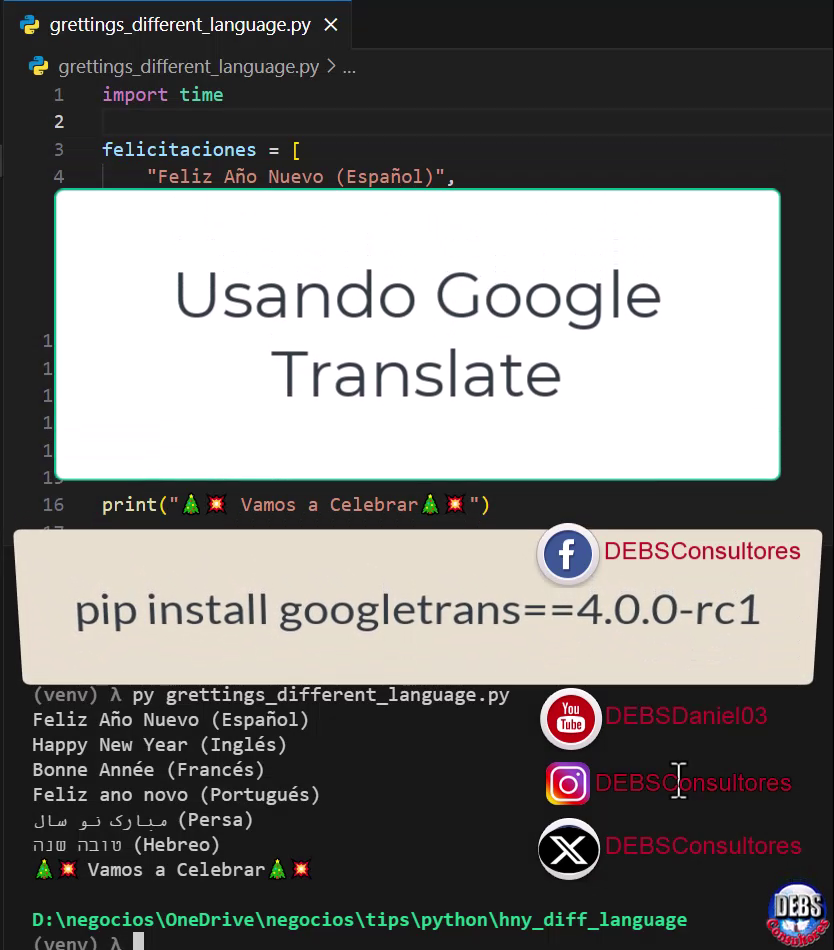 grettings_different_language.py ×
grettings_different_language.py > ...
1 import time
2
3 felicitaciones = [
4 "Feliz Año Nuevo (Español)",
Usando Google
Translate
16 print("🎄💥 Vamos a Celebrar🎄💥")
DEBSConsultores
pip install googletrans==4.0.0-rc1
(venv) λ py grettings_different_language.py
Feliz Año Nuevo (Español)
You
Tube
DEBSDaniel03
Happy New Year (Inglés)
Bonne Année (Francés)
DEBSConsultores
Feliz ano novo (Portugués)
مبارک نو سال (Persa)
טובה שנה (Hebreo)
DEBSConsultores
🎄💥 Vamos a Celebrar🎄💥
D:\negocios\OneDrive\negocios\tips\python\hny_diff_language
(venv) λ
DEBS
Consultores